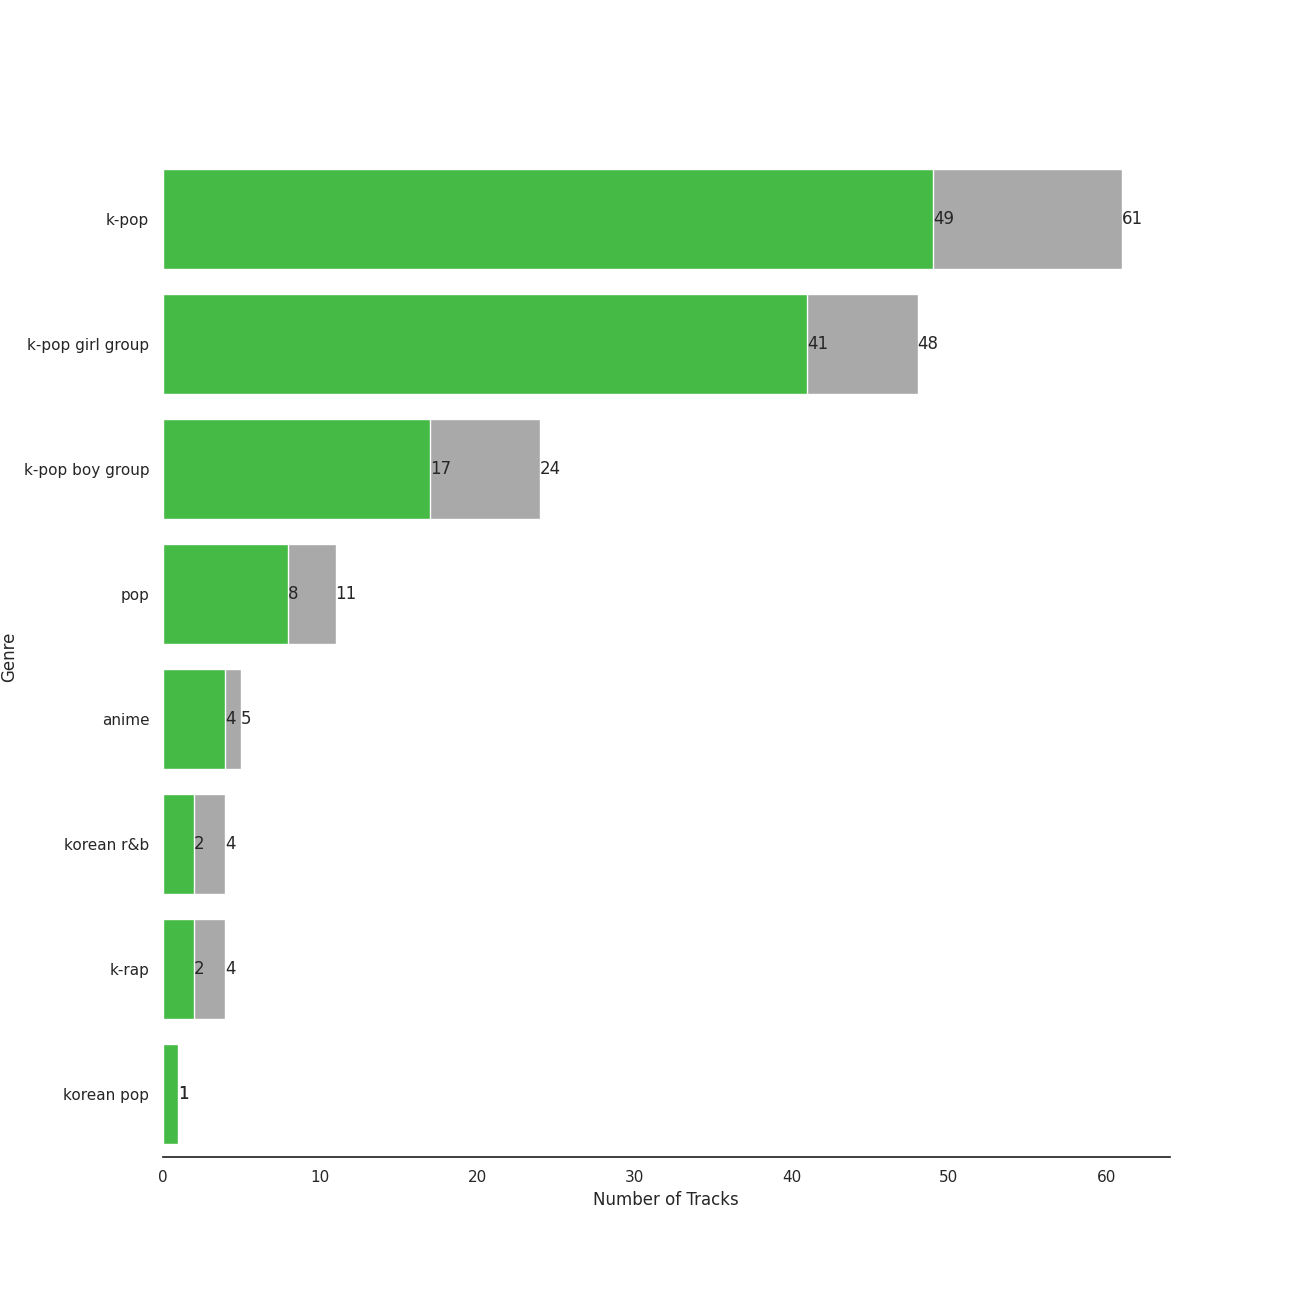 k-pop 49 61
k-pop girl group 41 48
k-pop boy group 17 24
pop 8 11
anime 4 5
korean r&b 2 4
k-rap 2 4
korean pop 1
0 10 20 30 40 50 60
Number of Tracks
Genre